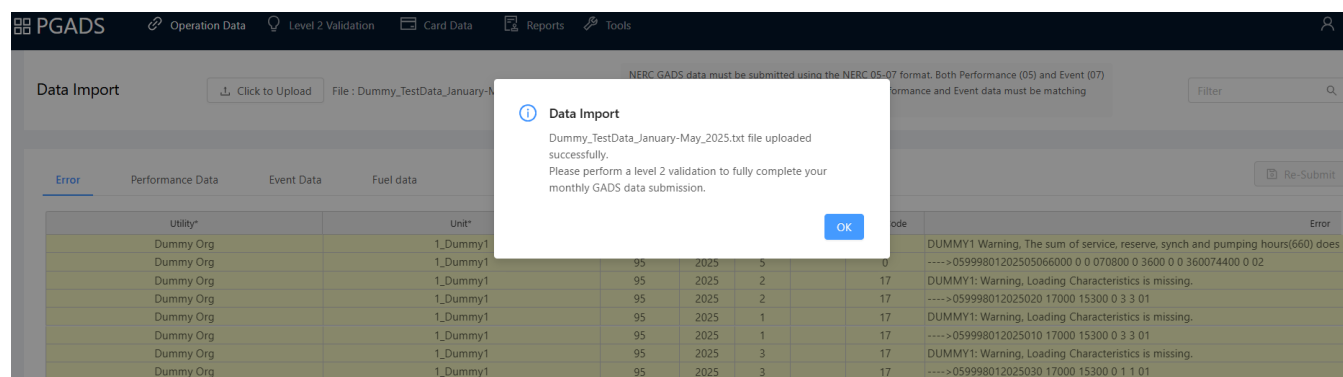 PGADS Operation Data Level 2 Validation Card Data Reports Tools
NERC GADS data must be submitted using the NERC 05-07 format. Both Performance (05) and Event (07)
Data Import Click to Upload File : Dummy_TestData_January-M formance and Event data must be matching Filter
Data Import
Dummy_TestData_January-May_2025.txt file uploaded
successfully.
Please perform a level 2 validation to fully complete your
monthly GADS data submission.
OK
Error Performance Data Event Data Fuel data Re-Submit
Utility* Unit* ode Error
Dummy Org 1_Dummy1 DUMMY1 Warning, The sum of service, reserve, synch and pumping hours(660) does
Dummy Org 1_Dummy1 95 2025 5 0 ---->05999801202505066000 0 0 070800 0 3600 0 0 360074400 0 02
Dummy Org 1_Dummy1 95 2025 2 17 DUMMY1: Warning, Loading Characteristics is missing.
Dummy Org 1_Dummy1 95 2025 2 17 ---->059998012025020 17000 15300 0 3 3 01
Dummy Org 1_Dummy1 95 2025 1 17 DUMMY1: Warning, Loading Characteristics is missing.
Dummy Org 1_Dummy1 95 2025 1 17 ---->059998012025010 17000 15300 0 3 3 01
Dummy Org 1_Dummy1 95 2025 3 17 DUMMY1: Warning, Loading Characteristics is missing.
Dummy Org 1_Dummy1 95 2025 3 17 ---->059998012025030 17000 15300 0 1 1 01